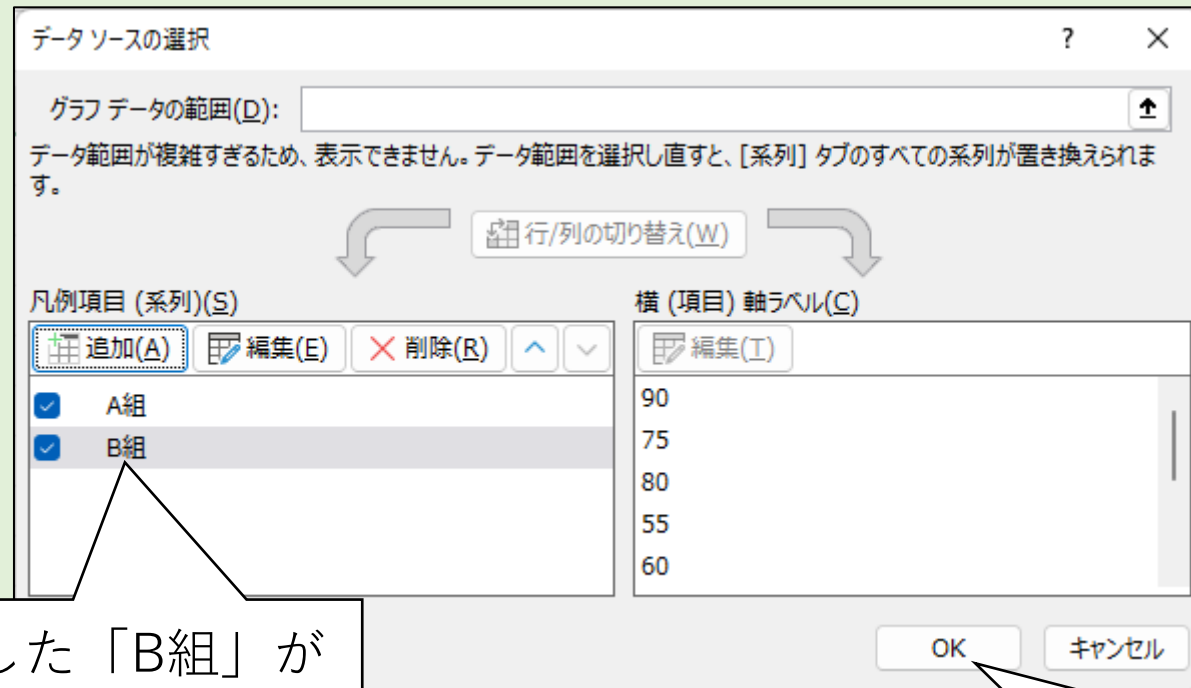 データ ソースの選択
?
グラフ データの範囲(D):
データ範囲が複雑すぎるため、表示できません。データ範囲を選択し直すと、[系列] タブのすべての系列が置き換えられま
す。
行/列の切り替え(W)
凡例項目 (系列)(S)
横 (項目) 軸ラベル(C)
追加(A) 編集(E) 削除(R)
編集(T)
A組
90
B組
75
80
55
60
した「B組」が
OK キャンセル